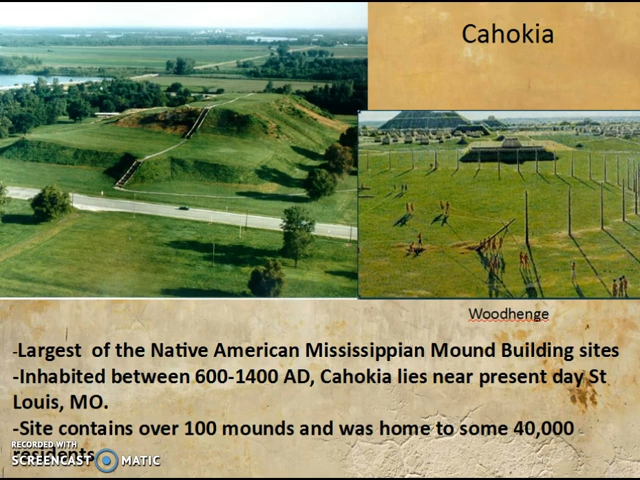 Cahokia
Woodhenge
-Largest  of the Native American Mississippian Mound Building sites
-Inhabited between 600-1400 AD, Cahokia lies near present day St
Louis, MO.
-Site contains over 100 mounds and was home to some 40,000
residents
RECORDED WITH
SCREENCAST MATIC